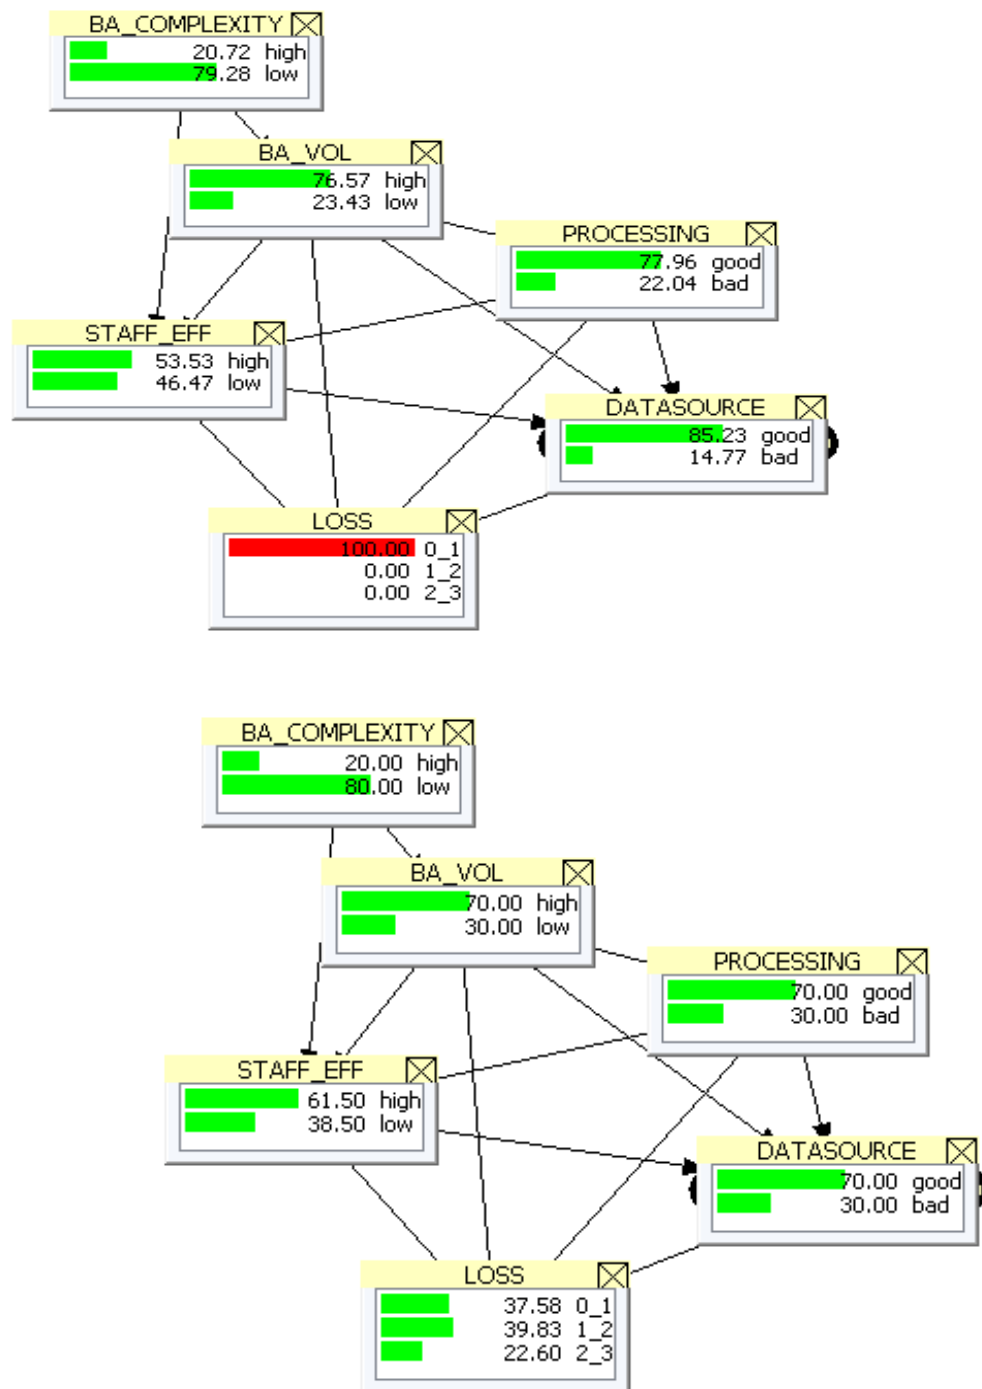 BA_COMPLEXITY
20.72 high
79.28 low
BA_VOL
76.57 high
23.43 low
PROCESSING
77.96 good
22.04 bad
STAFF_EFF
53.53 high
46.47 low
DATASOURCE
85.23 good
14.77 bad
LOSS
100.00 0_1
0.00 1_2
0.00 2_3
BA_COMPLEXITY
20.00 high
80.00 low
BA_VOL
70.00 high
30.00 low
PROCESSING
70.00 good
30.00 bad
STAFF_EFF
61.50 high
38.50 low
DATASOURCE
70.00 good
30.00 bad
LOSS
37.58 0_1
39.83 1_2
22.60 2_3